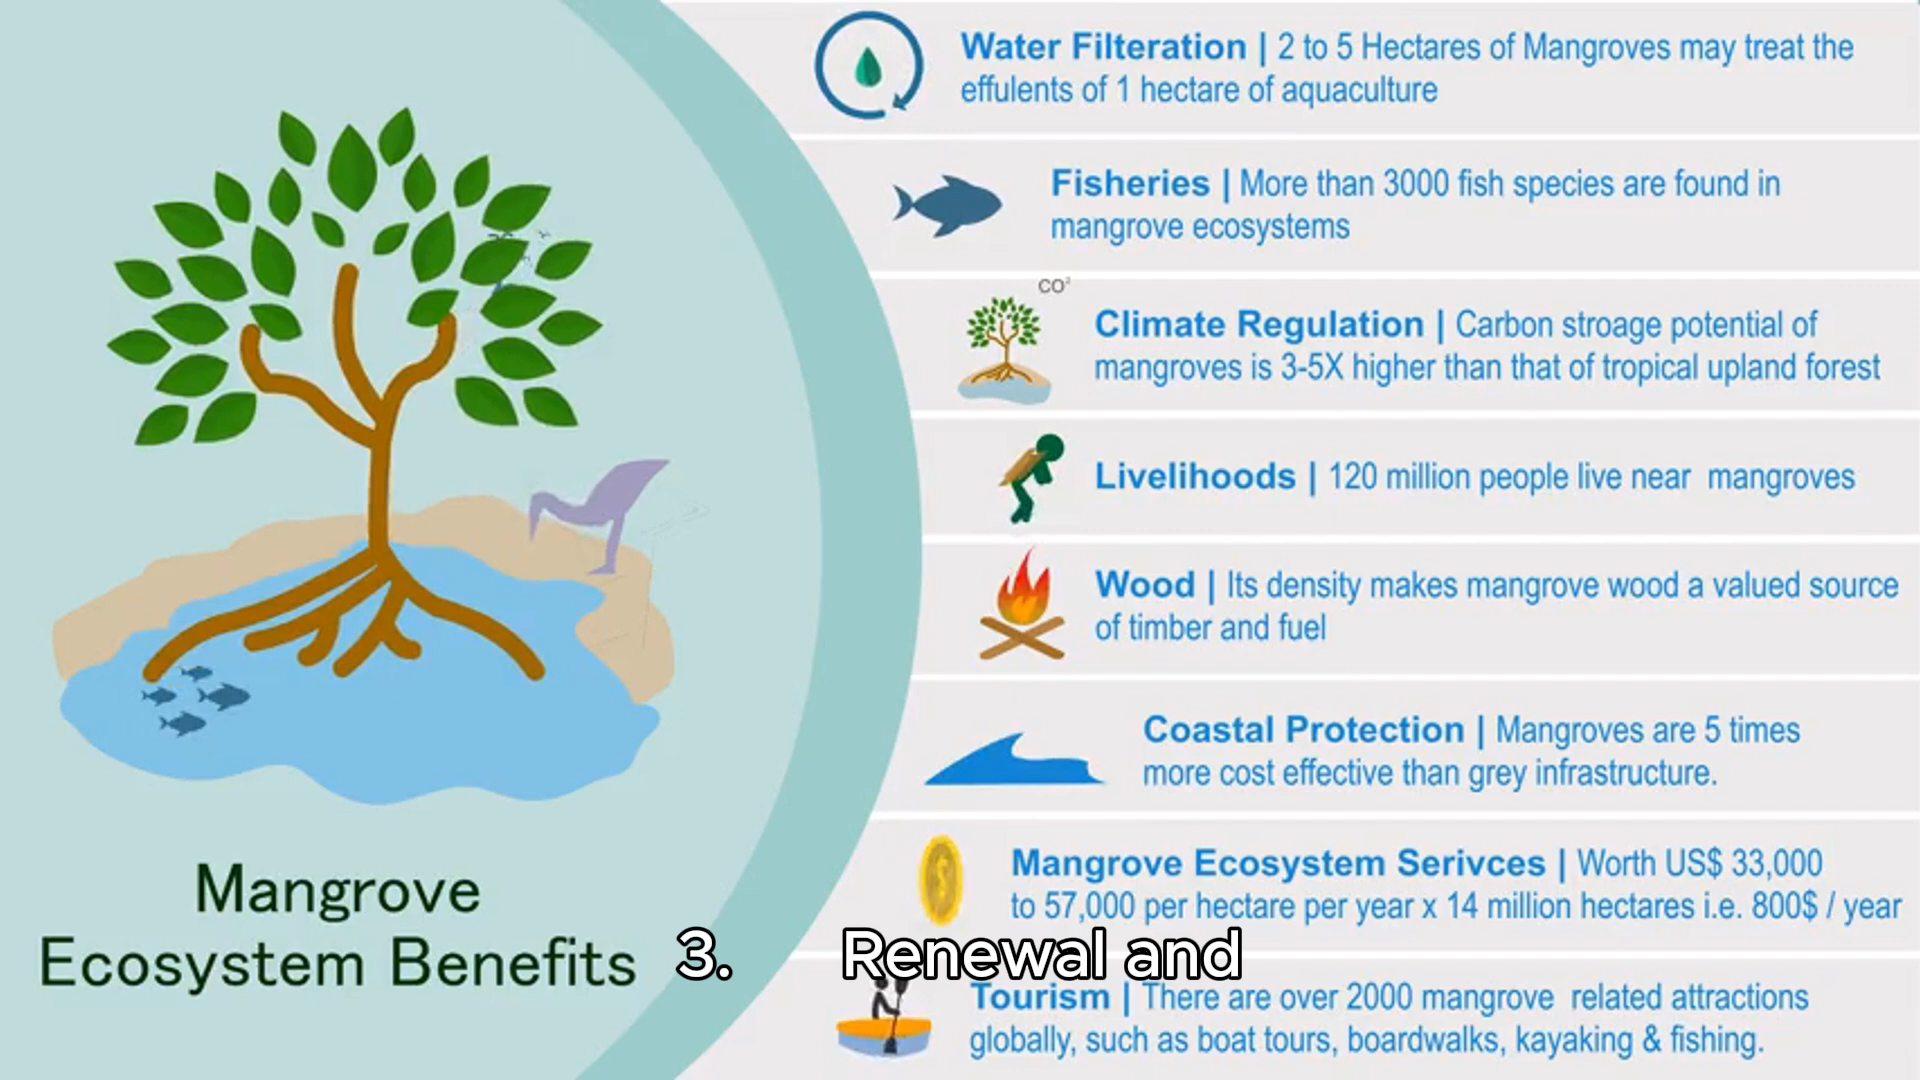 Water Filteration | 2 to 5 Hectares of Mangroves may treat the
effulents of 1 hectare of aquaculture
Fisheries | More than 3000 fish species are found in
mangrove ecosystems
CO²
Climate Regulation | Carbon stroage potential of
mangroves is 3-5X higher than that of tropical upland forest
Livelihoods | 120 million people live near mangroves
Wood | Its density makes mangrove wood a valued source
of timber and fuel
Coastal Protection | Mangroves are 5 times
more cost effective than grey infrastructure.
Mangrove Ecosystem Serivces | Worth US$ 33,000
to 57,000 per hectare per year x 14 million hectares i.e. 800$ / year
Tourism | There are over 2000 mangrove related attractions
globally, such as boat tours, boardwalks, kayaking & fishing.
Mangrove
Ecosystem Benefits
3. Renewal and